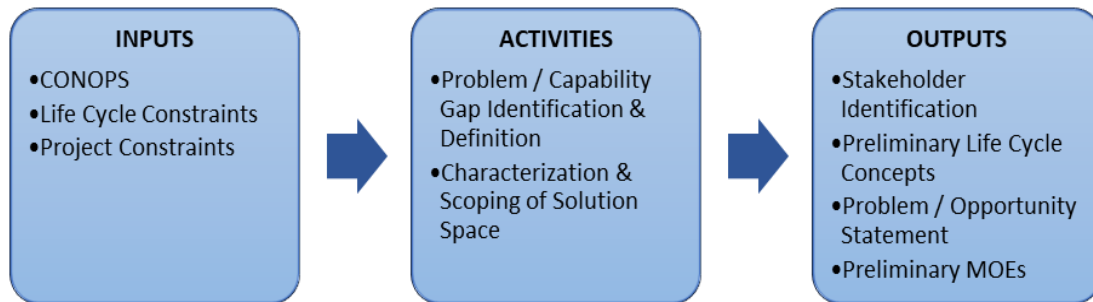 INPUTS
•CONOPS
•Life Cycle Constraints
•Project Constraints
ACTIVITIES
•Problem / Capability
Gap Identification &
Definition
•Characterization &
Scoping of Solution
Space
OUTPUTS
•Stakeholder
Identification
•Preliminary Life Cycle
Concepts
•Problem / Opportunity
Statement
•Preliminary MOEs